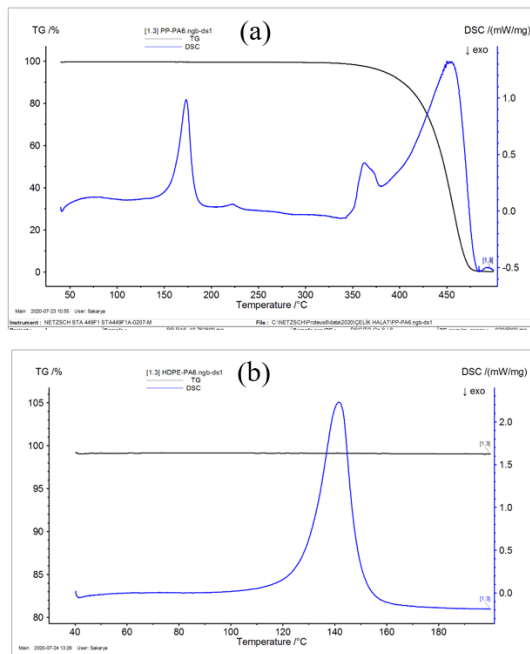 TG /%
[1.3] PP-PA6.ngb-ds1
TG
DSC
(a)
DSC /(mW/mg)
↓ exo
100
80
60
40
20
0
1.0
0.5
0.0
-0.5
[1.3]
50 100 150 200 250 300 350 400 450
Temperature /°C
Main 2020-07-23 10:55 User: Sakarya
Instrument : NETZSCH STA 449F1 STA449F1A-0207-M File : C:\NETZSCH\Proteus8\data\2020\ÇELİK HALAT\PP-PA6.ngb-ds1
TG /%
[1.3] HDPE-PA6.ngb-ds1
TG
DSC
(b)
DSC /(mW/mg)
↓ exo
105
100
95
90
85
80
2.0
1.5
1.0
0.5
0.0
[1.3]
[1.3]
40 60 80 100 120 140 160 180
Temperature /°C
Main 2020-07-24 13:26 User: Sakarya